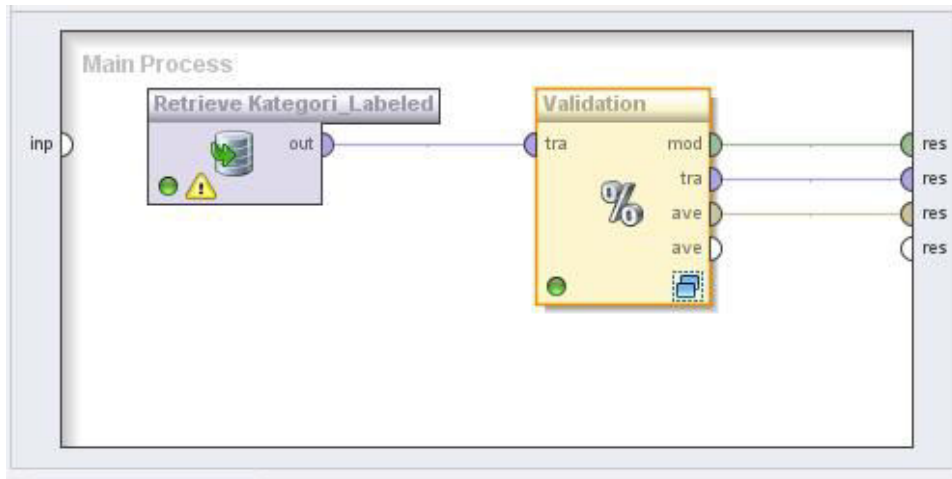 Main Process
Retrieve Kategori_Labeled
Validation
inp
out
tra
mod
res
tra
res
ave
res
ave
res
%